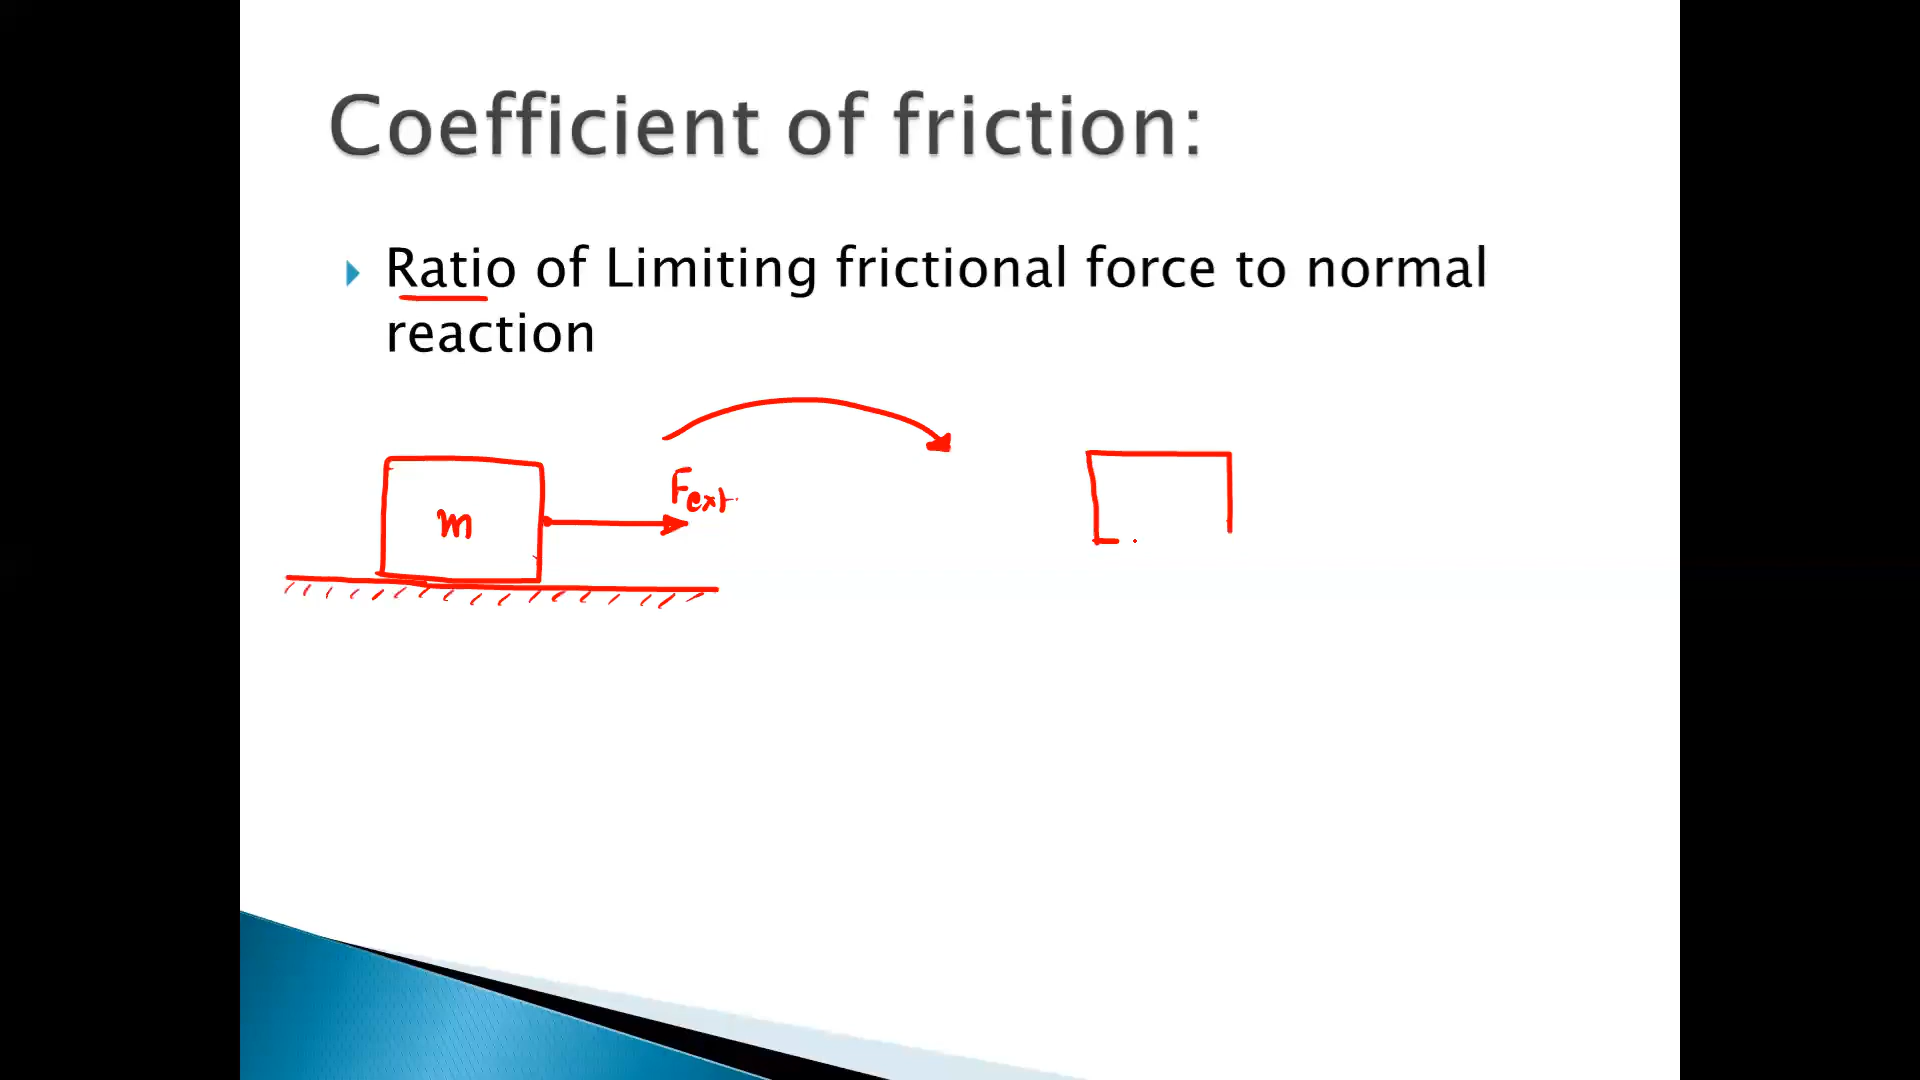 Coefficient of friction:
Ratio of Limiting frictional force to normal
reaction
Fext.
m